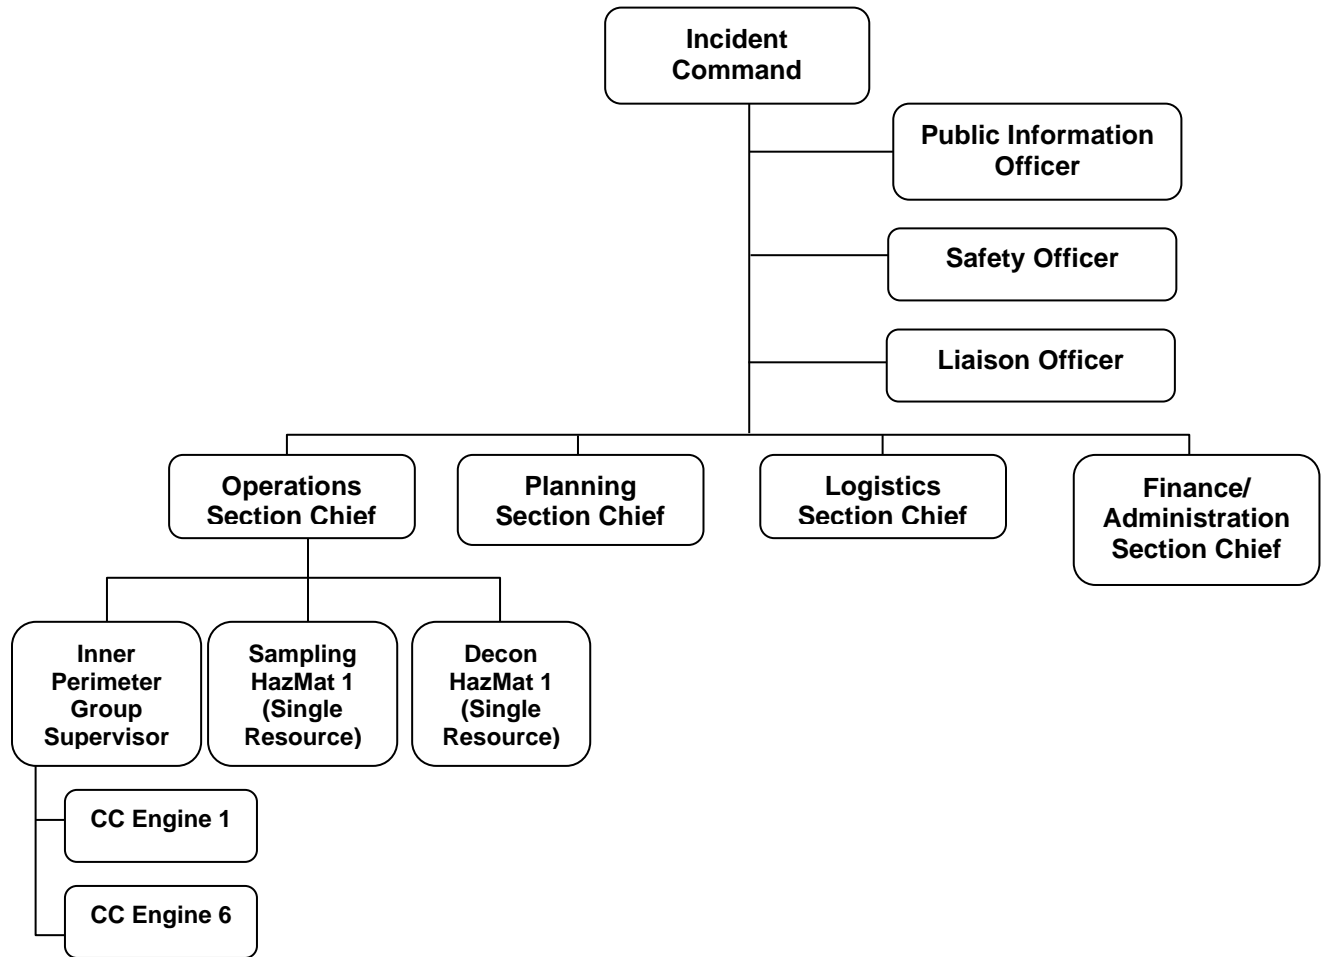 Incident
Command
Public Information
Officer
Safety Officer
Liaison Officer
Operations
Section Chief
Planning
Section Chief
Logistics
Section Chief
Finance/
Administration
Section Chief
Inner
Perimeter
Group
Supervisor
Sampling
HazMat 1
(Single
Resource)
Decon
HazMat 1
(Single
Resource)
CC Engine 1
CC Engine 6